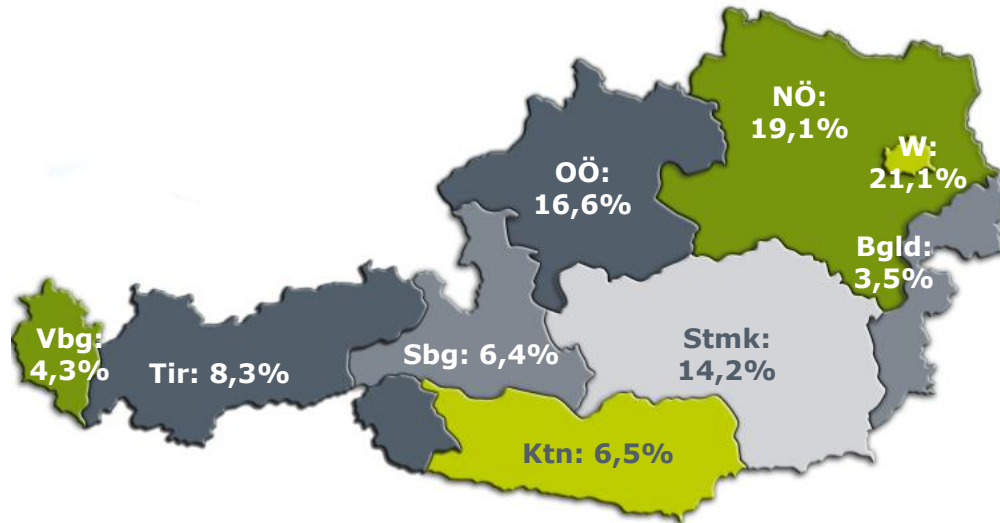 NÖ:
19,1%
W:
21,1%
OÖ:
16,6%
Bgld:
3,5%
Vbg:
4,3%
Tir: 8,3%
Sbg: 6,4%
Stmk:
14,2%
Ktn: 6,5%